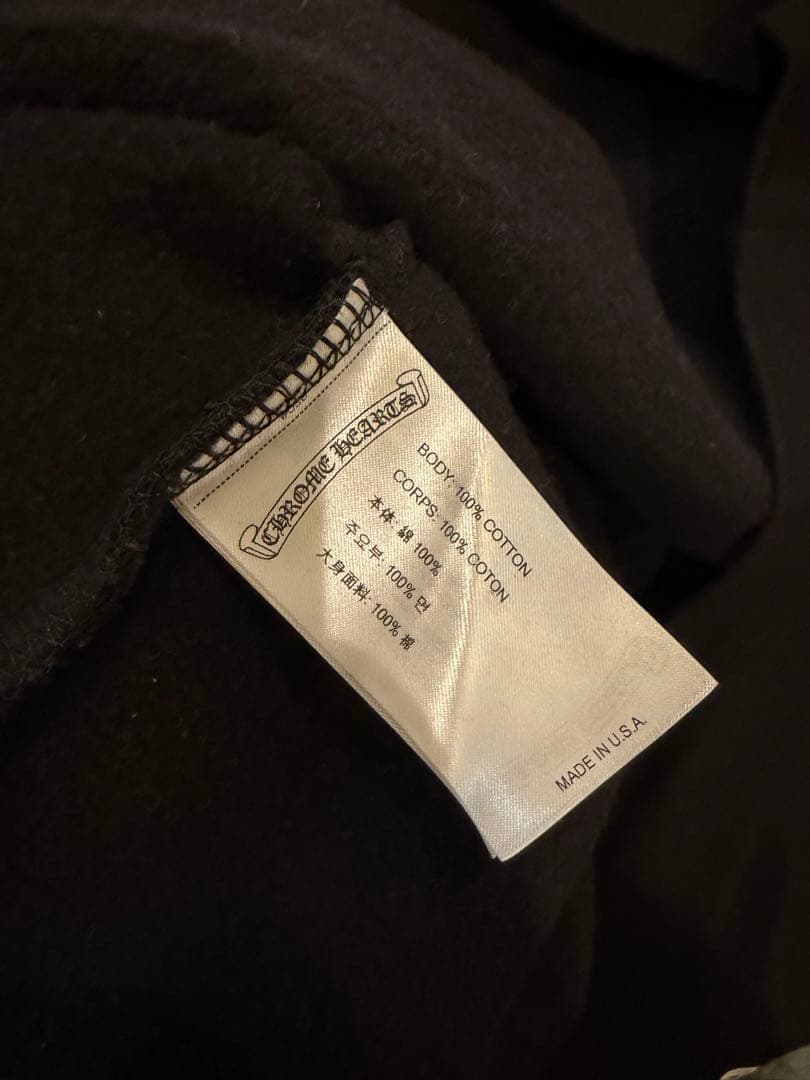 CHROME HEARTS
BODY: 100% COTTON
CORPS: 100% COTON
本体: 綿 100%
주요부: 100% 면
大身面料: 100% 棉
MADE IN U.S.A.